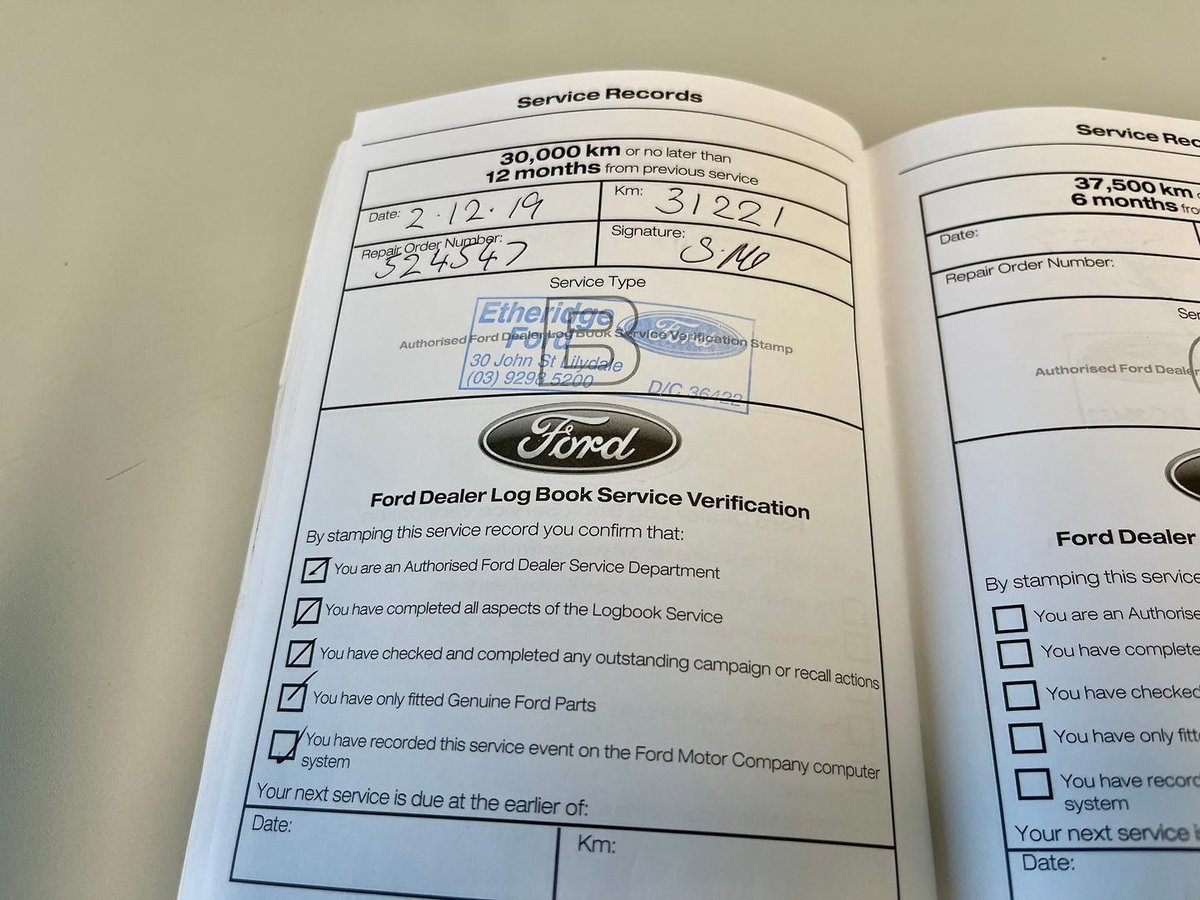 Service Records
30,000 km or no later than
12 months from previous service
Date: 2.12.19
Km: 31221
Repair Order Number:
524547
Signature:
Service Type
B
Etheridge
Ford
Ford
Authorised Ford Dealer Log Book Service Verification Stamp
30 John St Lilydale
(03) 9298 5200
D/C 36422
Ford
Ford Dealer Log Book Service Verification
By stamping this service record you confirm that:
You are an Authorised Ford Dealer Service Department
You have completed all aspects of the Logbook Service
You have checked and completed any outstanding campaign or recall actions
You have only fitted Genuine Ford Parts
You have recorded this service event on the Ford Motor Company computer
system
Your next service is due at the earlier of:
Date:
Km:
Service Rec
37,500 km
6 months
Date:
Repair Order Number:
Ser
Authorised Ford Dealer
Ford Dealer
By stamping this service
You are an Authorise
You have complete
You have checked
You have only fitt
You have record
system
Your next service
Date: